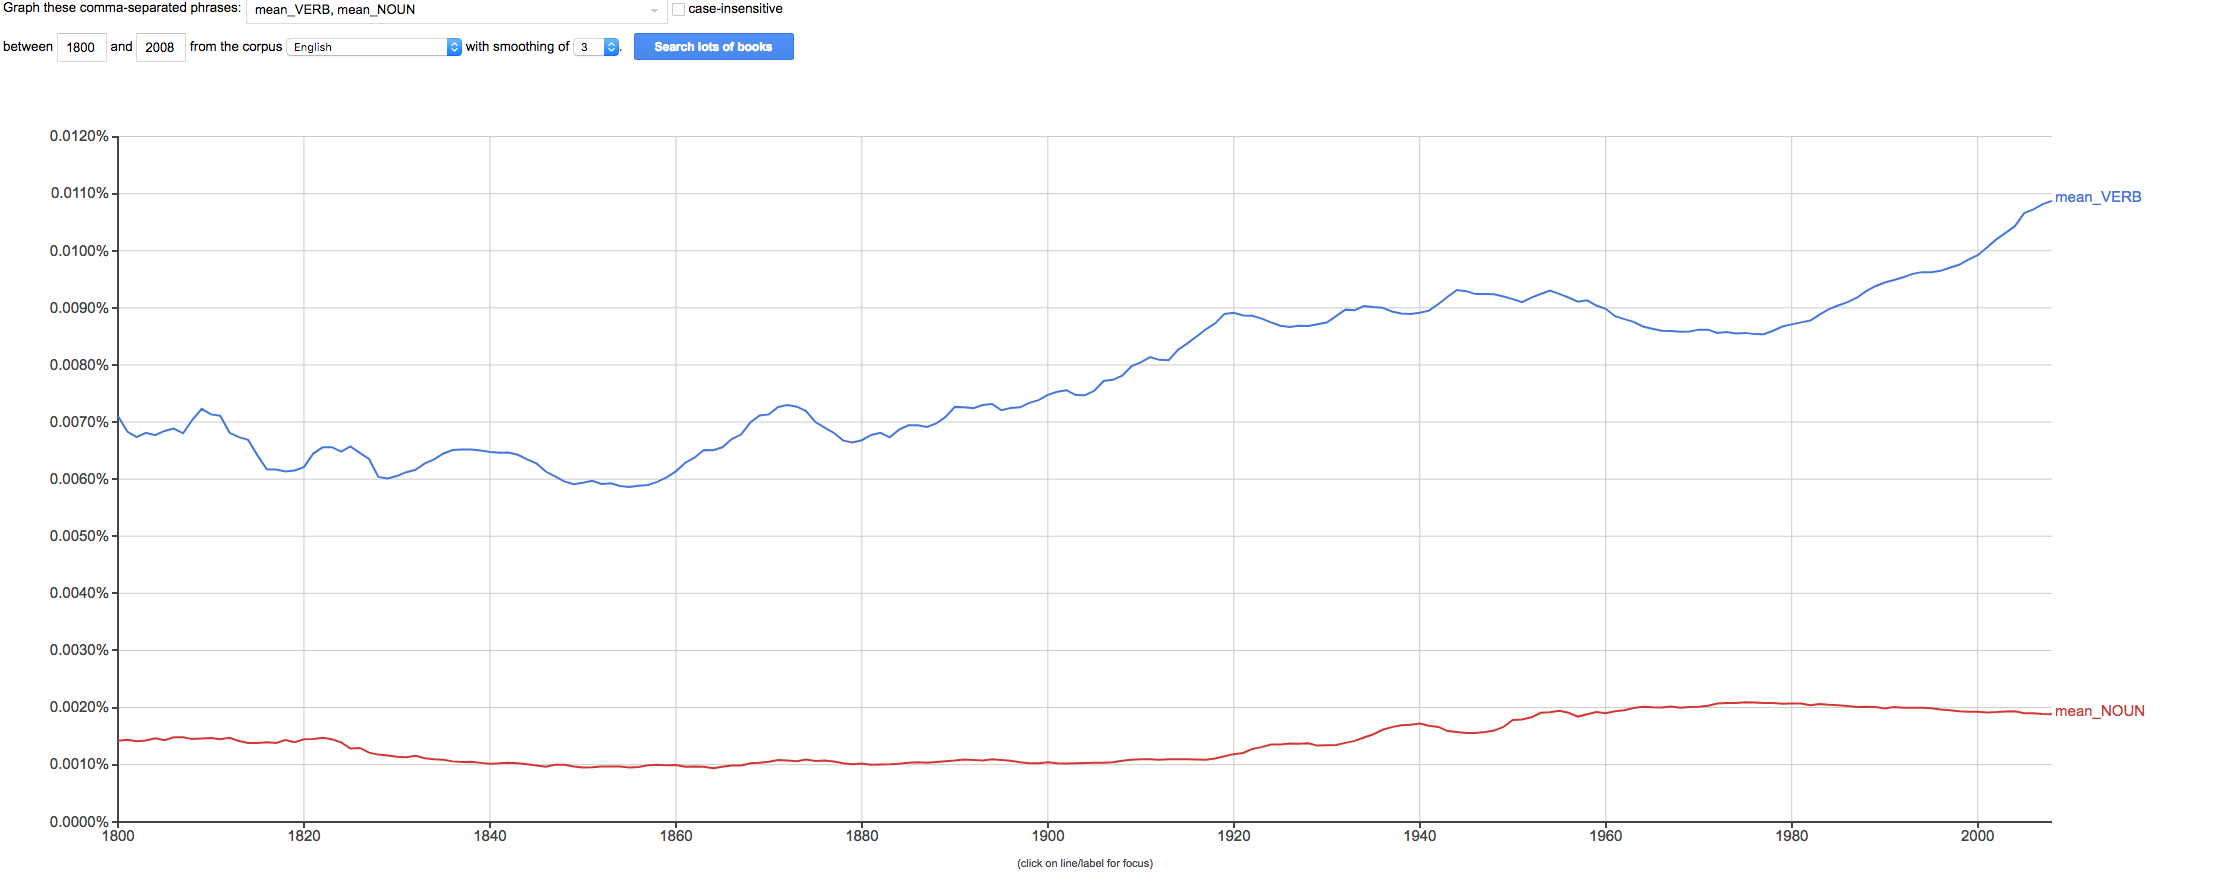 Graph these comma-separated phrases: mean_VERB, mean_NOUN case-insensitive
between 1800 and 2008 from the corpus English with smoothing of 3 . Search lots of books
0.0120%
0.0110%
mean_VERB
0.0100%
0.0090%
0.0080%
0.0070%
0.0060%
0.0050%
0.0040%
0.0030%
0.0020%
mean_NOUN
0.0010%
0.0000%
1800 1820 1840 1860 1880 1900 1920 1940 1960 1980 2000
(click on line/label for focus)